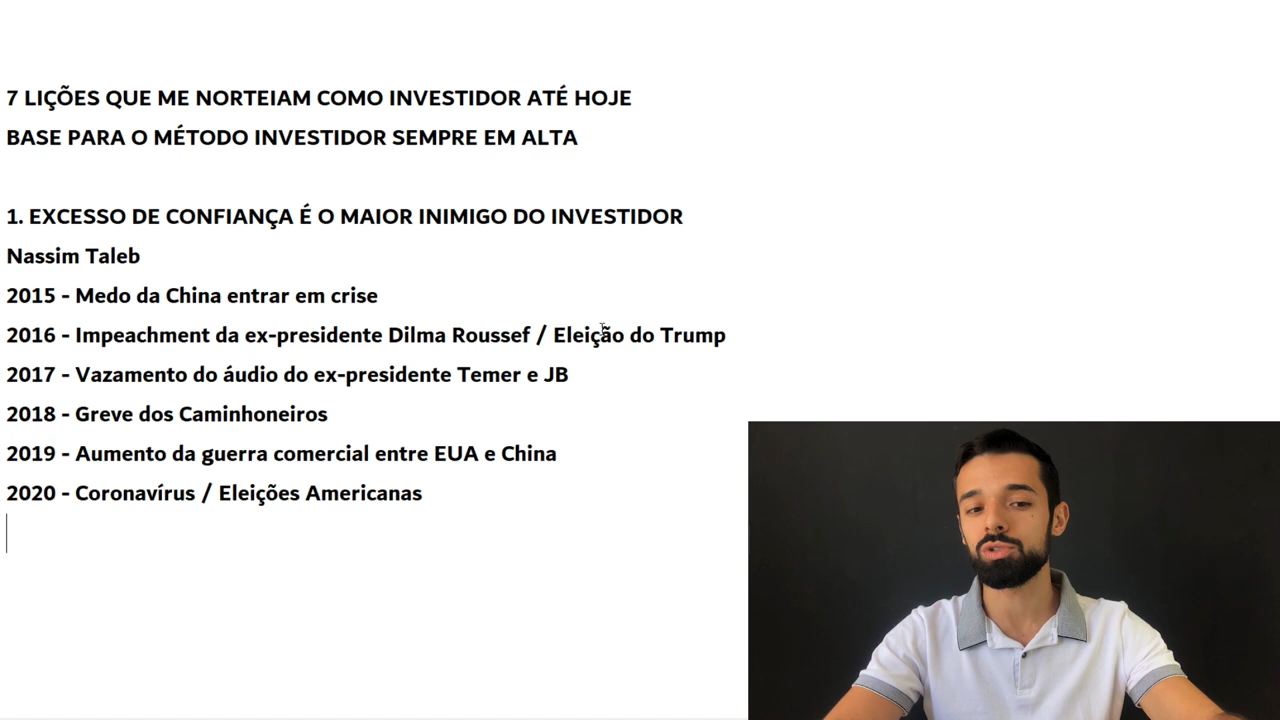 7 LIÇÕES QUE ME NORTEIAM COMO INVESTIDOR ATÉ HOJE
BASE PARA O MÉTODO INVESTIDOR SEMPRE EM ALTA
1. EXCESSO DE CONFIANÇA É O MAIOR INIMIGO DO INVESTIDOR
Nassim Taleb
2015 - Medo da China entrar em crise
2016 - Impeachment da ex-presidente Dilma Roussef / Eleição do Trump
2017 - Vazamento do áudio do ex-presidente Temer e JB
2018 - Greve dos Caminhoneiros
2019 - Aumento da guerra comercial entre EUA e China
2020 - Coronavírus / Eleições Americanas